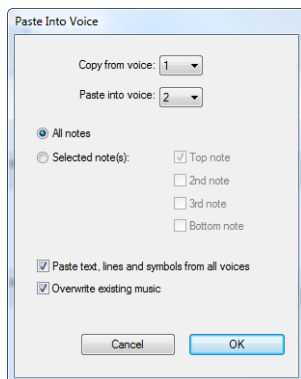 Paste Into Voice
Copy from voice: 1
Paste into voice: 2
All notes
Selected note(s):
Top note
2nd note
3rd note
Bottom note
Paste text, lines and symbols from all voices
Overwrite existing music
Cancel OK